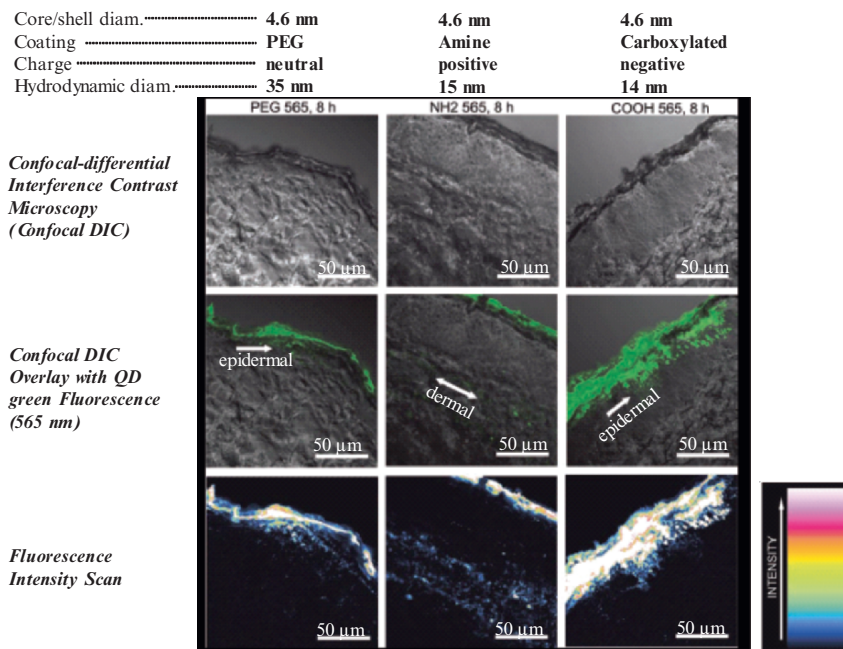 Core/shell diam. 4.6 nm 4.6 nm 4.6 nm
Coating PEG Amine Carboxylated
Charge neutral positive negative
Hydrodynamic diam. 35 nm 15 nm 14 nm
PEG 565, 8 h NH2 565, 8 h COOH 565, 8 h
Confocal-differential
Interference Contrast
Microscopy
(Confocal DIC)
50 µm 50 µm 50 µm
Confocal DIC
Overlay with QD
green Fluorescence
(565 nm)
epidermal
dermal
epidermal
50 µm 50 µm 50 µm
Fluorescence
Intensity Scan
50 µm 50 µm 50 µm
INTENSITY